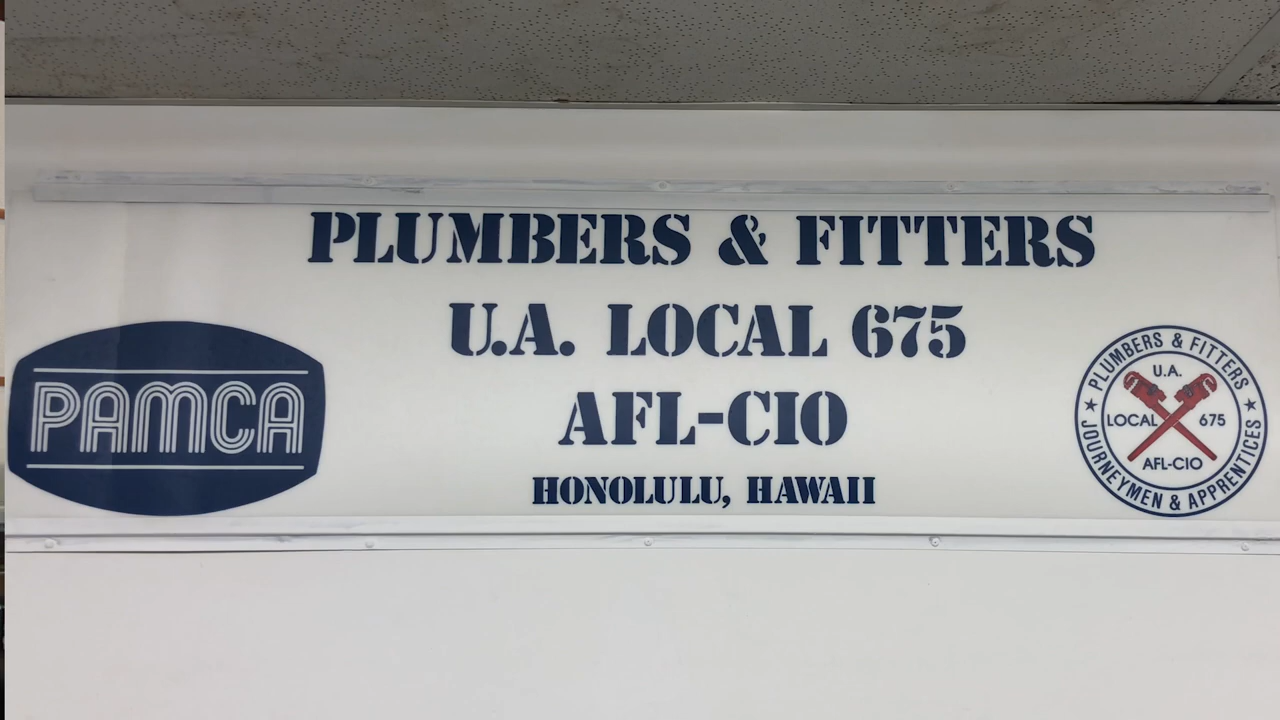 PLUMBERS & FITTERS
U.A. LOCAL 675
AFL-CIO
HONOLULU, HAWAII
PAMCA
PLUMBERS & FITTERS
U.A.
LOCAL 675
AFL-CIO
★ JOURNEYMEN & APPRENTICES ★